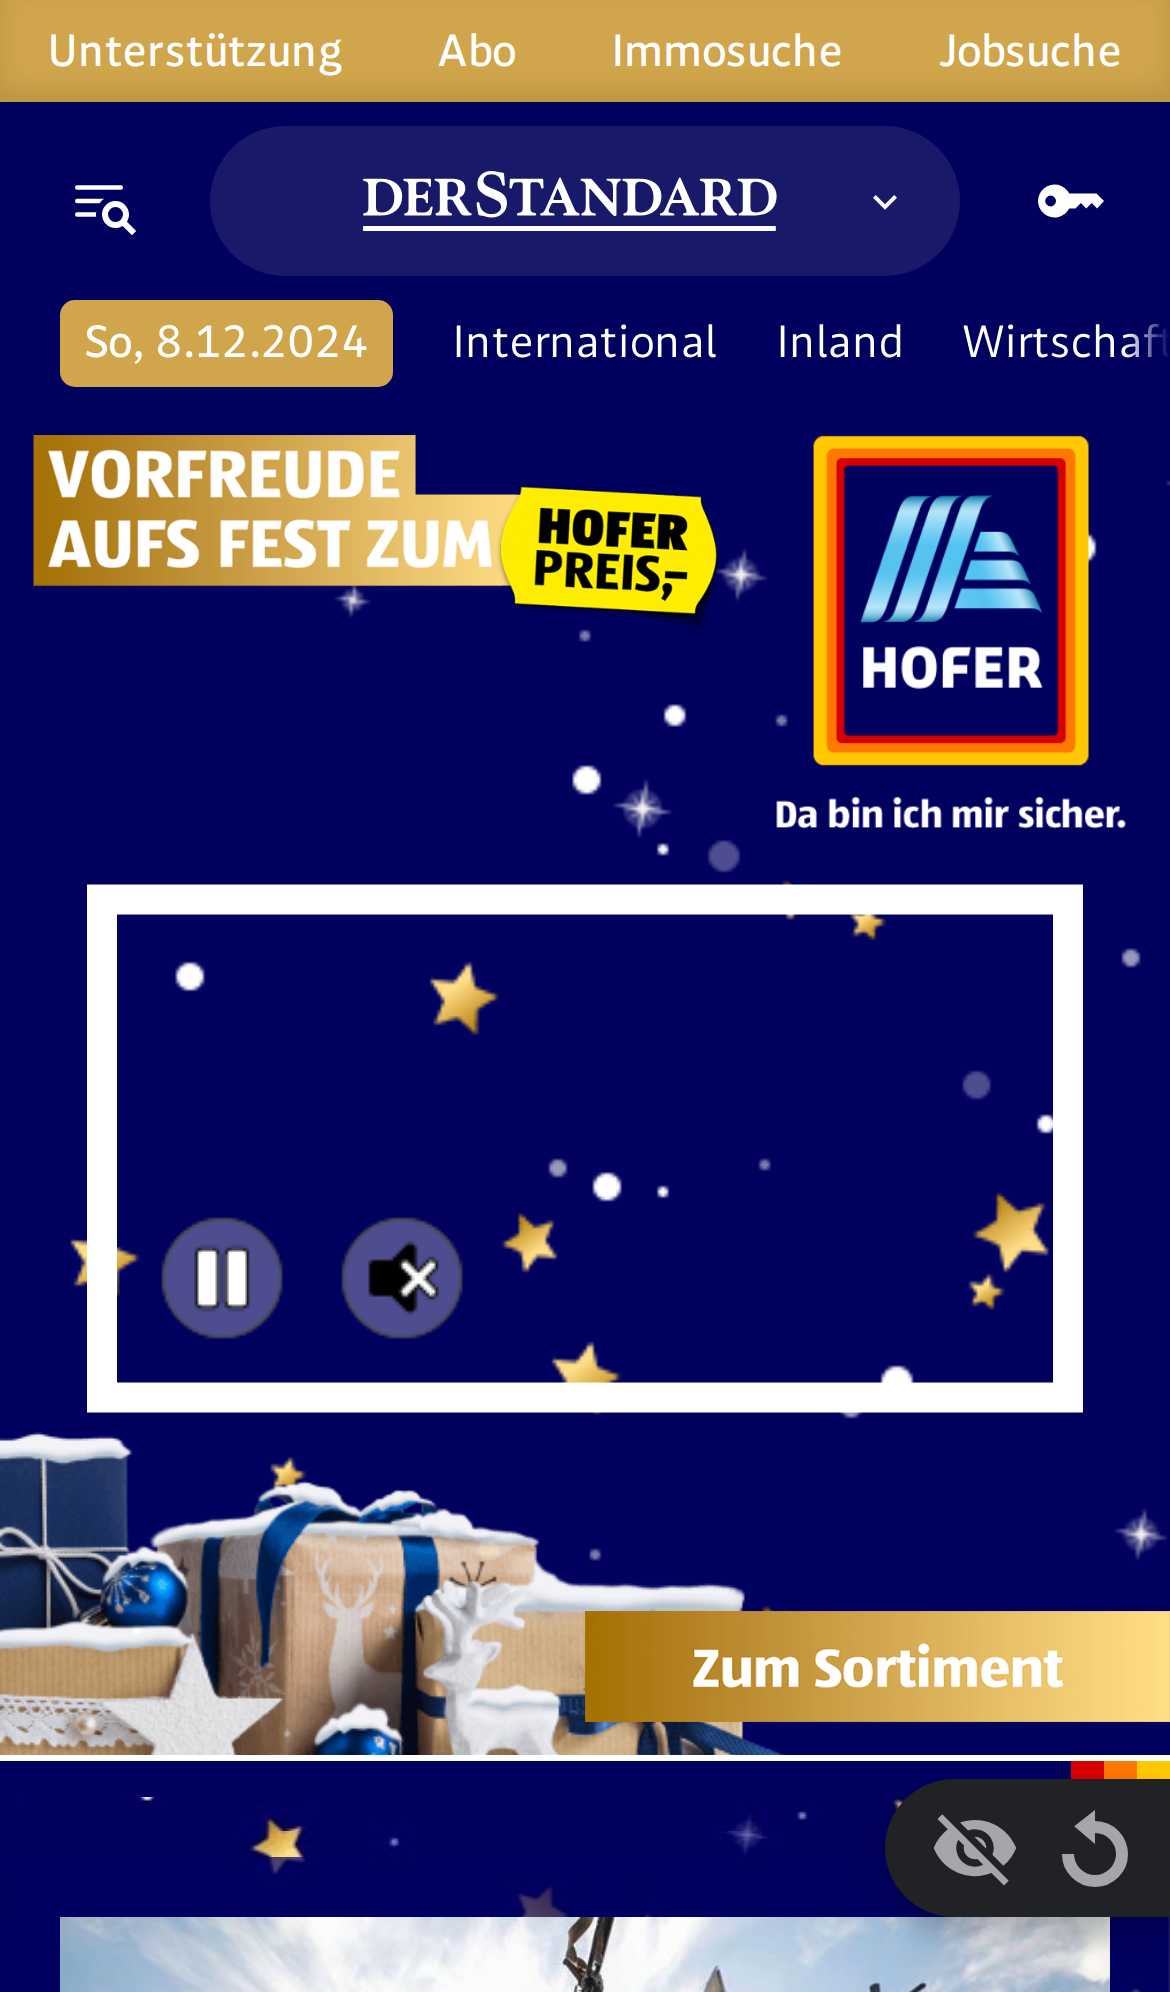 Unterstützung Abo Immosuche Jobsuche
DERSTANDARD
So, 8.12.2024 International Inland Wirtschaft
VORFREUDE
AUFS FEST ZUM
HOFER
PREIS,–
HOFER
Da bin ich mir sicher.
Zum Sortiment